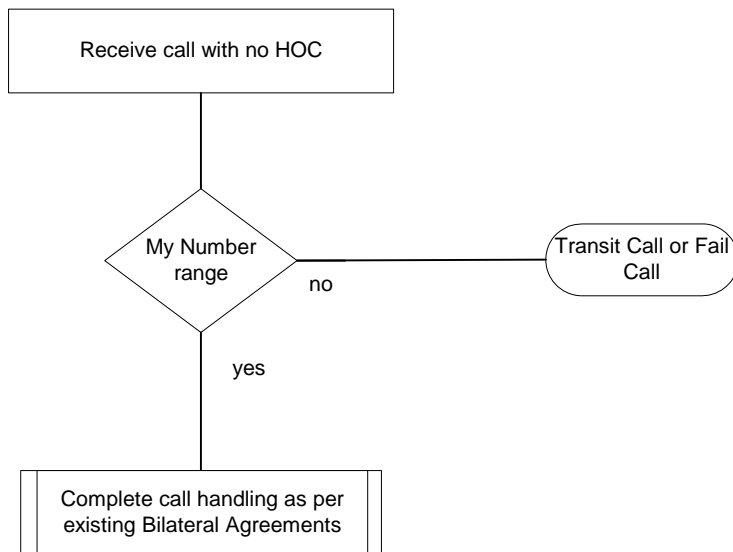 Receive call with no HOC
My Number
range
Transit Call or Fail
Call
no
yes
Complete call handling as per
existing Bilateral Agreements